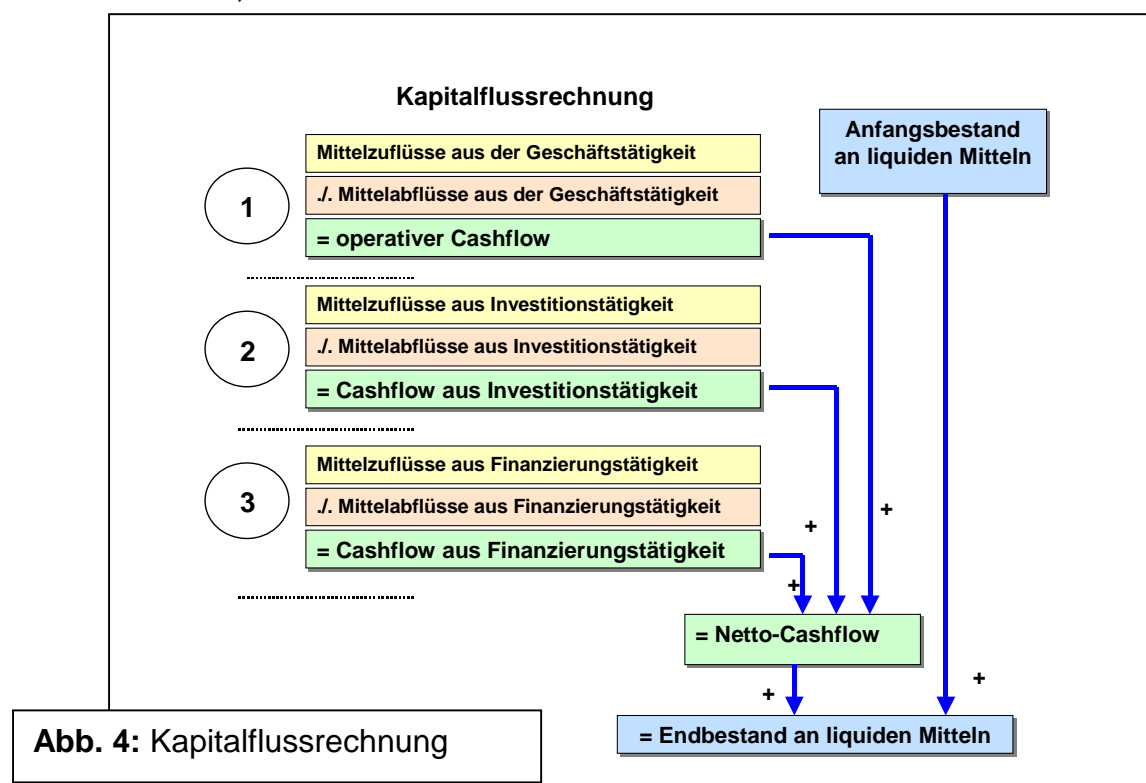 Kapitalflussrechnung
Anfangsbestand
an liquiden Mitteln
1
Mittelzuflüsse aus der Geschäftstätigkeit
./. Mittelabflüsse aus der Geschäftstätigkeit
= operativer Cashflow
2
Mittelzuflüsse aus Investitionstätigkeit
./. Mittelabflüsse aus Investitionstätigkeit
= Cashflow aus Investitionstätigkeit
3
Mittelzuflüsse aus Finanzierungstätigkeit
./. Mittelabflüsse aus Finanzierungstätigkeit
= Cashflow aus Finanzierungstätigkeit
+
+
+
= Netto-Cashflow
+
+
= Endbestand an liquiden Mitteln
Abb. 4: Kapitalflussrechnung